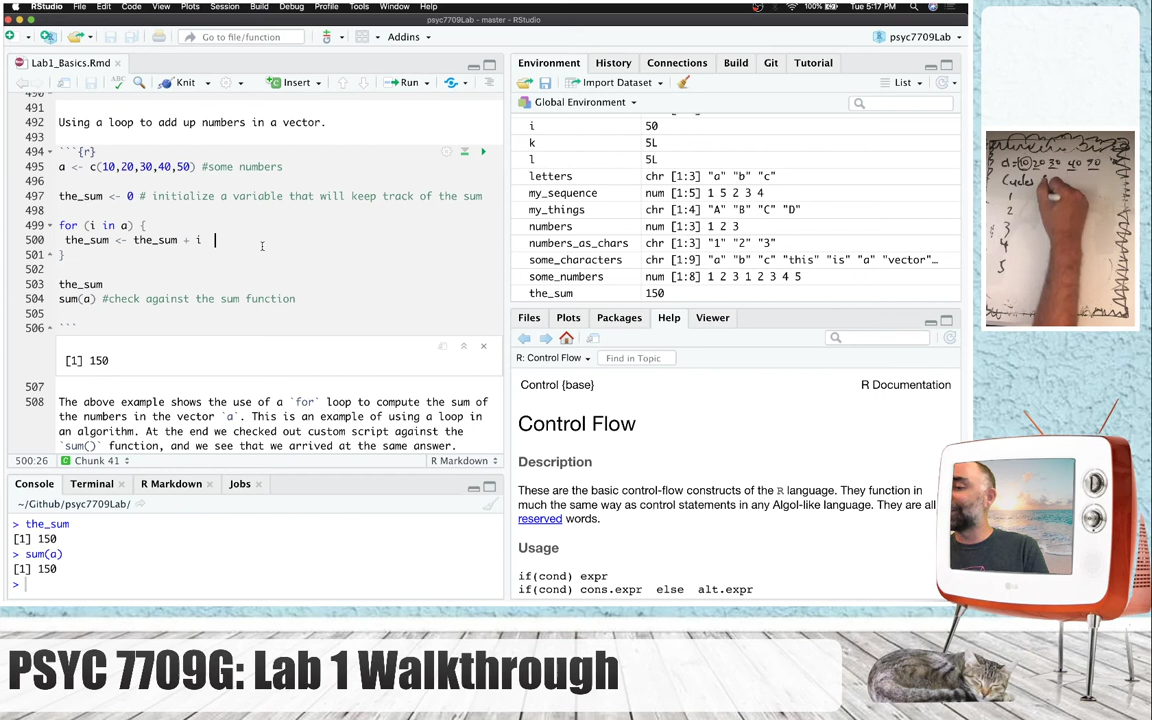 RStudio File Edit Code View Plots Session Build Debug Profile Tools Window Help 100% Tue 5:17 PM
psyc7709Lab - master - RStudio
Go to file/function Addins psyc7709Lab
Lab1_Basics.Rmd
Knit Insert Run
490
491
492 Using a loop to add up numbers in a vector.
493
494 ```{r}
495 a <- c(10,20,30,40,50) #some numbers
496
497 the_sum <- 0 # initialize a variable that will keep track of the sum
498
499 for (i in a) {
500 the_sum <- the_sum + i
501 }
502
503 the_sum
504 sum(a) #check against the sum function
505
506 ```
[1] 150
507
508 The above example shows the use of a `for` loop to compute the sum of
the numbers in the vector `a`. This is an example of using a loop in
an algorithm. At the end we checked out custom script against the
`sum()` function, and we see that we arrived at the same answer.
500:26 Chunk 41 R Markdown
Console Terminal R Markdown Jobs
~/Github/psyc7709Lab/
> the_sum
[1] 150
> sum(a)
[1] 150
>
Environment History Connections Build Git Tutorial
Import Dataset List
Global Environment
i 50
k 5L
l 5L
letters chr [1:3] "a" "b" "c"
my_sequence num [1:5] 1 5 2 3 4
my_things chr [1:4] "A" "B" "C" "D"
numbers num [1:3] 1 2 3
numbers_as_chars chr [1:3] "1" "2" "3"
some_characters chr [1:9] "a" "b" "c" "this" "is" "a" "vector"…
some_numbers num [1:8] 1 2 3 1 2 3 4 5
the_sum 150
Files Plots Packages Help Viewer
R: Control Flow Find in Topic
Control {base} R Documentation
Control Flow
Description
These are the basic control-flow constructs of the R language. They function in
much the same way as control statements in any Algol-like language. They are all
reserved words.
Usage
if(cond) expr
if(cond) cons.expr else alt.expr
a = 10 20 30 40 50
Cycles
1
2
3
4
5
LG
PSYC 7709G: Lab 1 Walkthrough